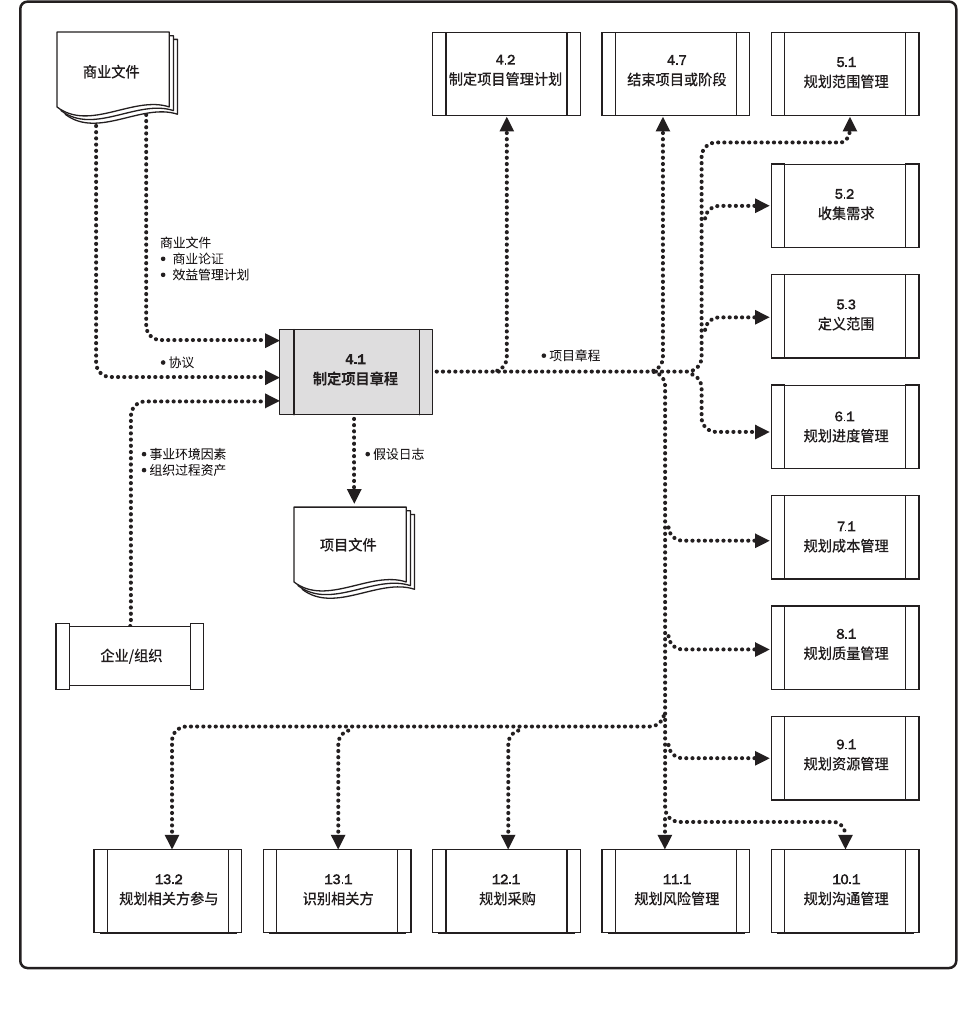 商业文件
4.2
制定项目管理计划
4.7
结束项目或阶段
5.1
规划范围管理
5.2
收集需求
商业文件
• 商业论证
• 效益管理计划
5.3
定义范围
• 协议
4.1
制定项目章程
• 项目章程
6.1
规划进度管理
• 事业环境因素
• 组织过程资产
• 假设日志
项目文件
7.1
规划成本管理
企业/组织
8.1
规划质量管理
9.1
规划资源管理
13.2
规划相关方参与
13.1
识别相关方
12.1
规划采购
11.1
规划风险管理
10.1
规划沟通管理